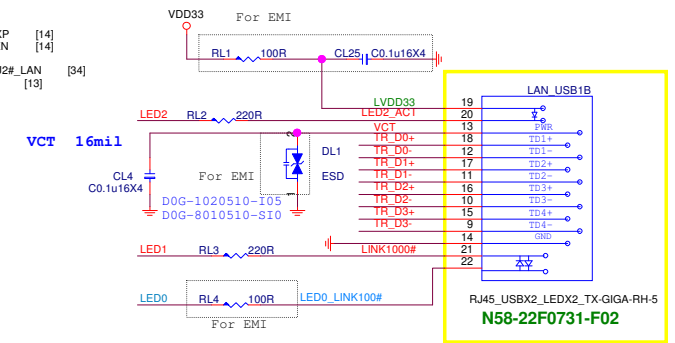 VDD33
For EMI
XP [14]
EN [14]
U2#_LAN [34]
[13]
RL1 100R
CL25 C0.1u16X4
LAN_USB1B
LVDD33 19
LED2 RL2 220R LED2_ACT 20
VCT 13 PWR
TR_D0+ 18 TD1+
TR_D0- 12 TD1-
TR_D1+ 17 TD2+
TR_D1- 11 TD2-
TR_D2+ 16 TD3+
TR_D2- 10 TD3-
TR_D3+ 15 TD4+
TR_D3- 9 TD4-
14 GND
VCT 16mil
2
DL1
CL4 For EMI ESD
C0.1u16X4
1
D0G-1020510-I05
D0G-8010510-SI0
LED1 RL3 220R LINK1000# 21
22
LED0 RL4 100R LED0_LINK100#
For EMI
RJ45_USBX2_LEDX2_TX-GIGA-RH-5
N58-22F0731-F02